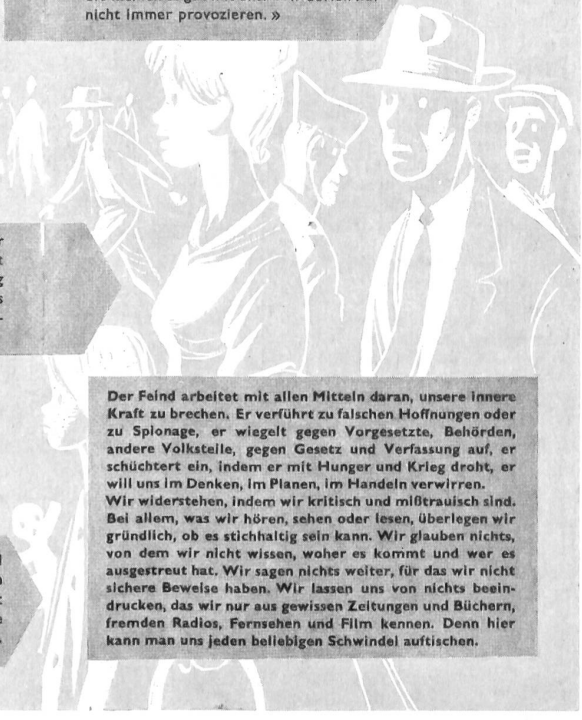 nicht immer provozieren. »
Der Feind arbeitet mit allen Mitteln daran, unsere innere
Kraft zu brechen. Er verführt zu falschen Hoffnungen oder
zu Spionage, er wiegelt gegen Vorgesetzte, Behörden,
andere Volksteile, gegen Gesetz und Verfassung auf, er
schüchtert ein, indem er mit Hunger und Krieg droht, er
will uns im Denken, im Planen, im Handeln verwirren.
Wir widerstehen, indem wir kritisch und mißtrauisch sind.
Bei allem, was wir hören, sehen oder lesen, überlegen wir
gründlich, ob es stichhaltig sein kann. Wir glauben nichts,
von dem wir nicht wissen, woher es kommt und wer es
ausgestreut hat. Wir sagen nichts weiter, für das wir nicht
sichere Beweise haben. Wir lassen uns von nichts beein-
drucken, das wir nur aus gewissen Zeitungen und Büchern,
fremden Radios, Fernsehen und Film kennen. Denn hier
kann man uns jeden beliebigen Schwindel auftischen.